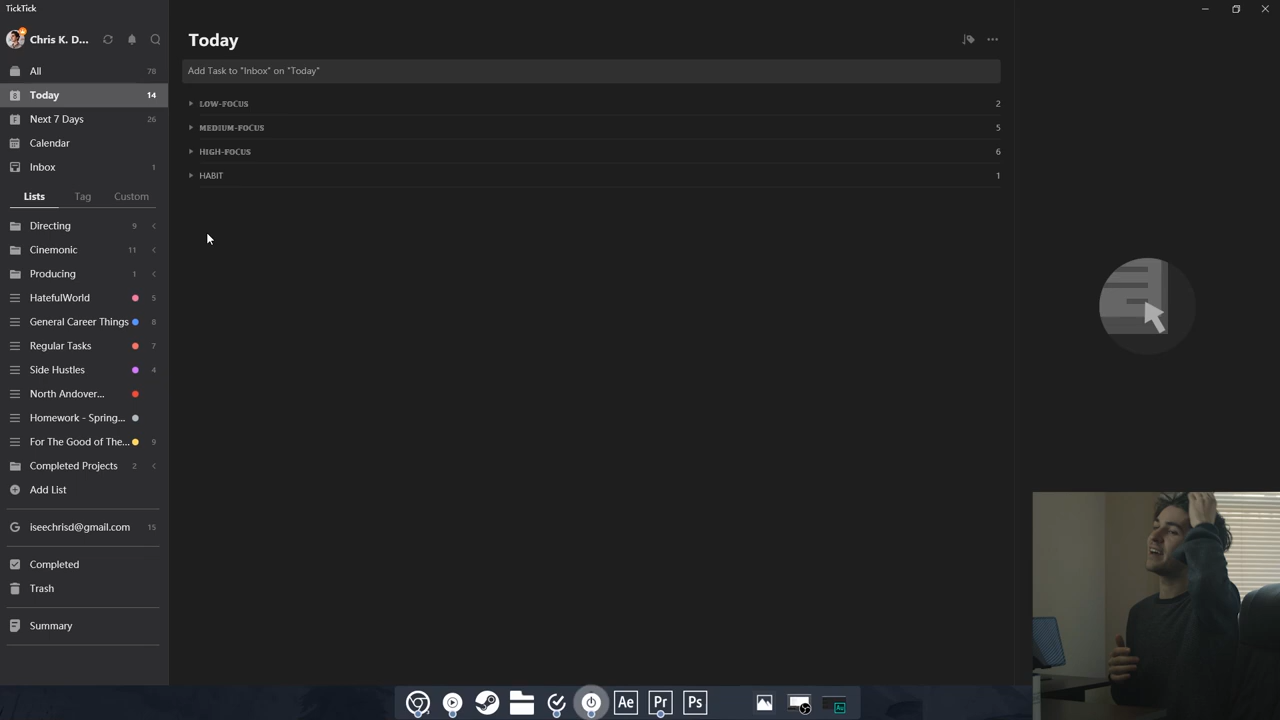 TickTick
Chris K. D...
All 78
Today 14
Next 7 Days 26
Calendar
Inbox 1
Lists Tag Custom
Directing 9
Cinemonic 11
Producing 1
HatefulWorld 5
General Career Things 8
Regular Tasks 7
Side Hustles 4
North Andover...
Homework - Spring...
For The Good of The... 9
Completed Projects 2
Add List
iseechrisd@gmail.com 15
Completed
Trash
Summary
Today
Add Task to "Inbox" on "Today"
LOW-FOCUS 2
MEDIUM-FOCUS 5
HIGH-FOCUS 6
HABIT 1
Ae Pr Ps